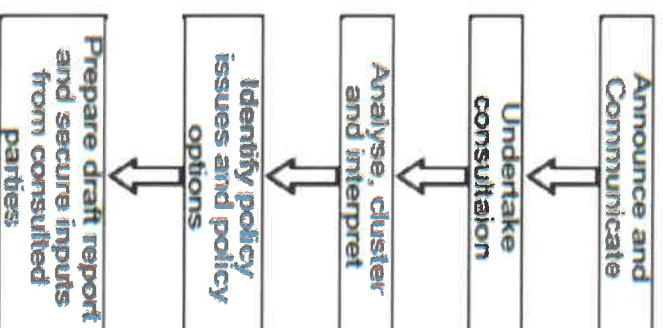 Announce and
Communicate
Undertake
consultaion
Analyse, cluster
and interpret
Identify policy
issues and policy
options
Prepare draft report
and secure inputs
from consulted
parties